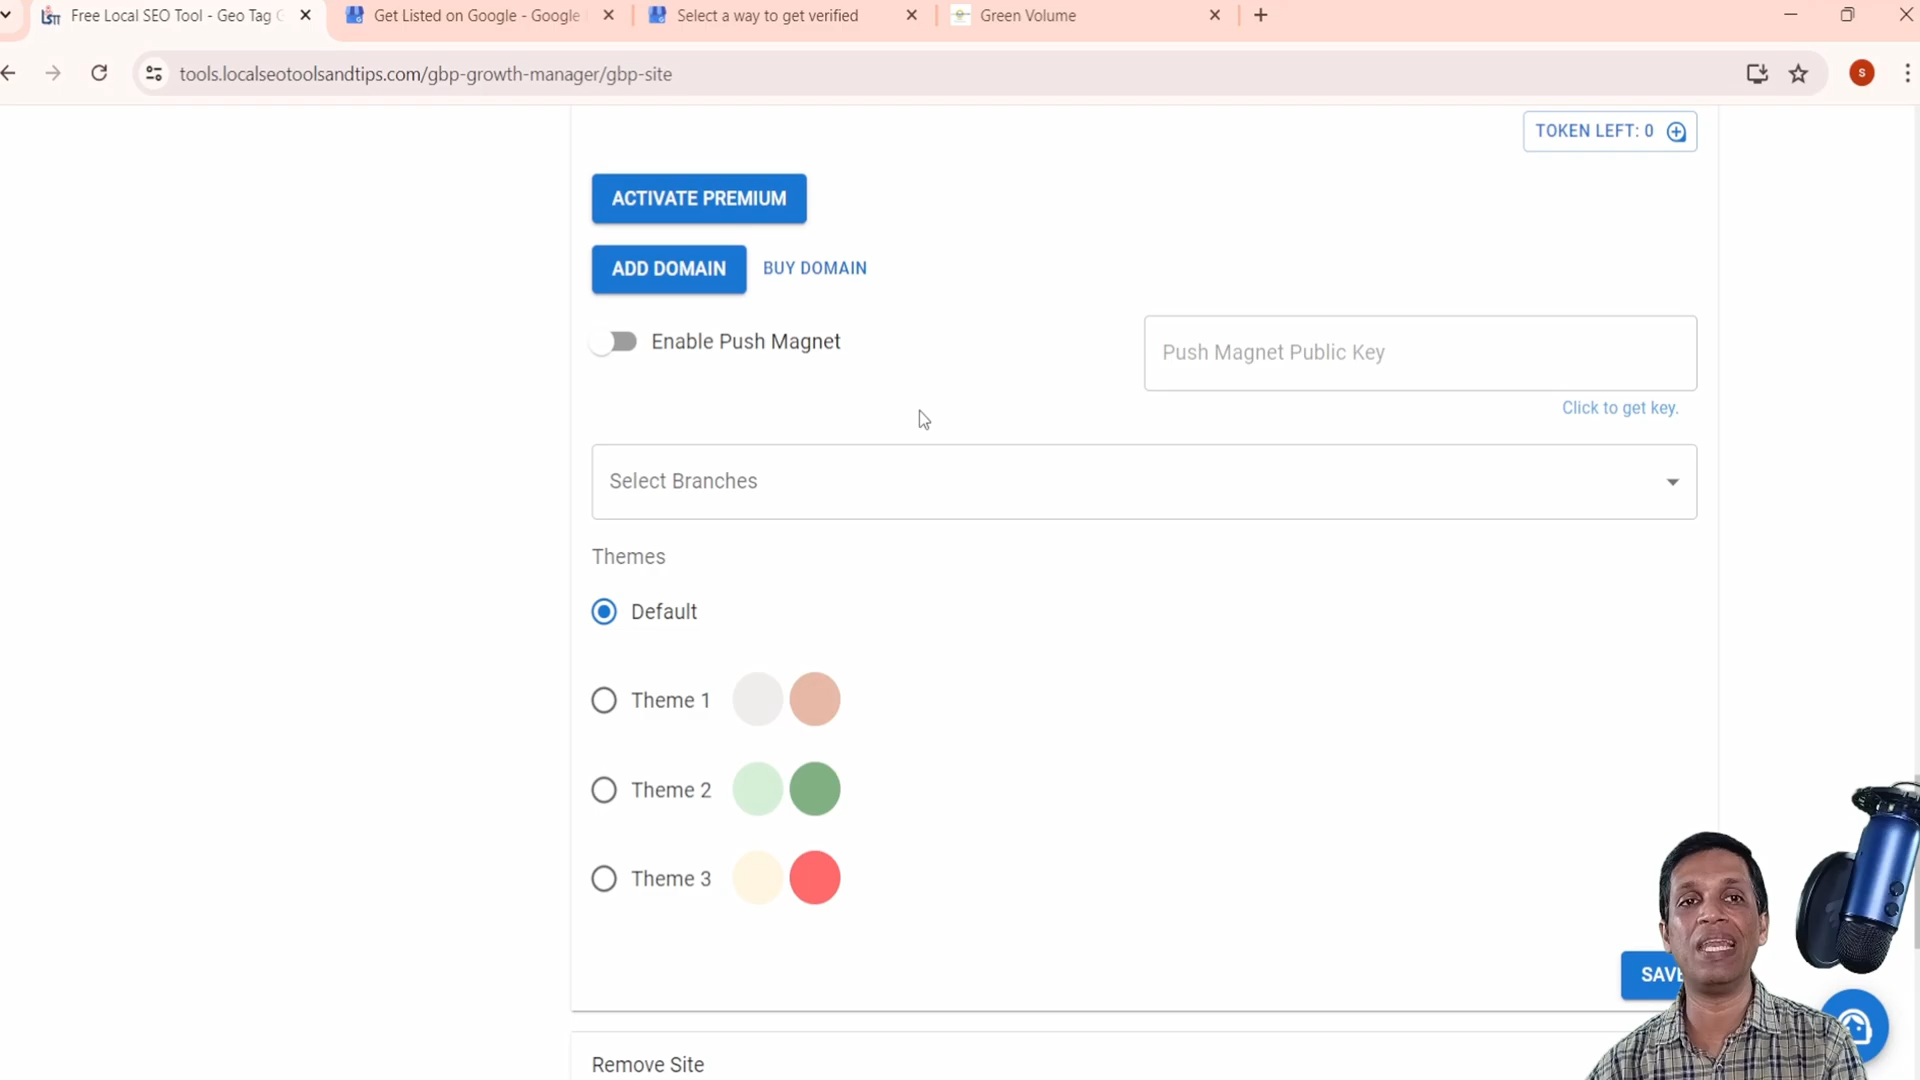 Free Local SEO Tool - Geo Tag G
Get Listed on Google - Google
Select a way to get verified
Green Volume
tools.localseotoolsandtips.com/gbp-growth-manager/gbp-site
S
TOKEN LEFT: 0
ACTIVATE PREMIUM
ADD DOMAIN
BUY DOMAIN
Enable Push Magnet
Push Magnet Public Key
Click to get key.
Select Branches
Themes
Default
Theme 1
Theme 2
Theme 3
SAVE
Remove Site